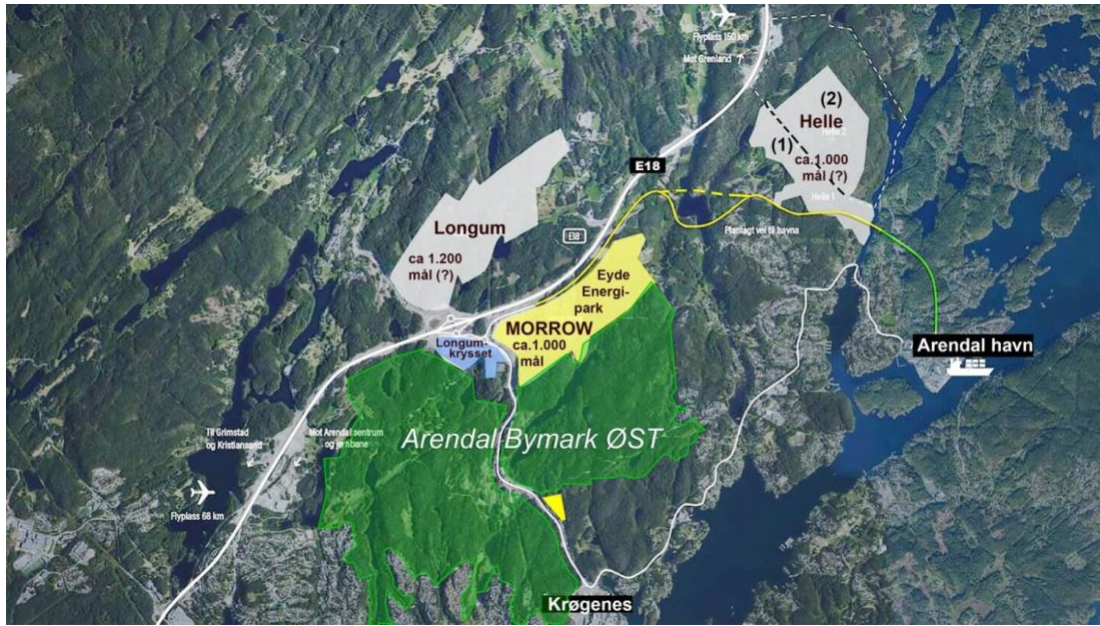 Flyplass 150 km
Mot Grenland
(2)
Helle
Helle 2
(1)
ca.1.000
mål (?)
Helle 1
E18
Longum
ca 1.200
mål (?)
E18
Planlagt vei til havna
Eyde
Energi-
park
MORROW
ca.1.000
mål
Longum-
krysset
Arendal havn
Til Grimstad
og Kristiansand
Mot Arendal sentrum
og jernbane
Arendal Bymark ØST
Flyplass 68 km
Krøgenes